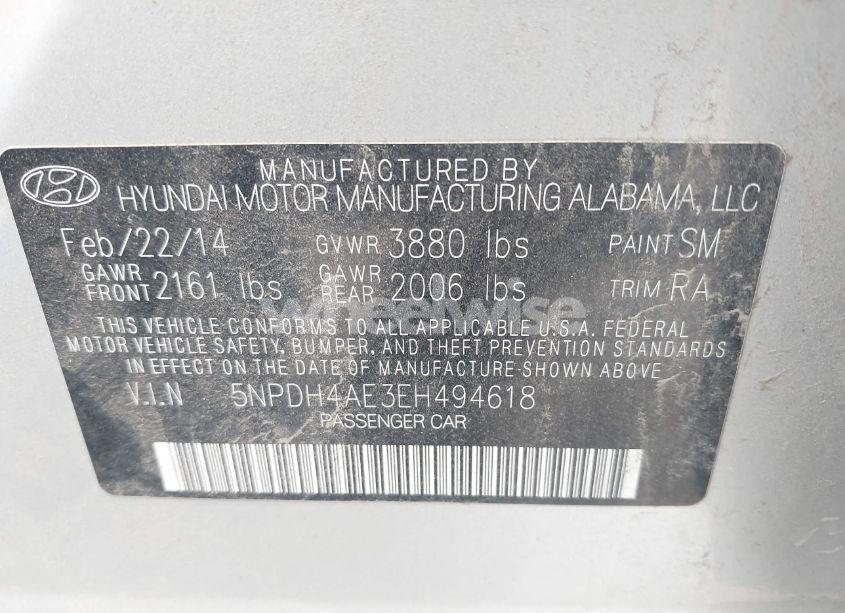 MANUFACTURED BY
HYUNDAI MOTOR MANUFACTURING ALABAMA, LLC
Feb/22/14 GVWR 3880 lbs PAINT SM
GAWR FRONT 2161 lbs GAWR REAR 2006 lbs TRIM RA
wheelwise
THIS VEHICLE CONFORMS TO ALL APPLICABLE U.S.A. FEDERAL
MOTOR VEHICLE SAFETY, BUMPER, AND THEFT PREVENTION STANDARDS
IN EFFECT ON THE DATE OF MANUFACTURE SHOWN ABOVE.
V.I.N 5NPDH4AE3EH494618
PASSENGER CAR